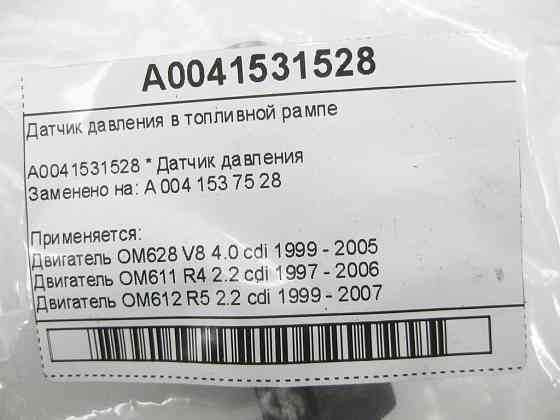 A0041531528
Датчик давления в топливной рампе
A0041531528 * Датчик давления
Заменено на: A 004 153 75 28
Применяется:
Двигатель OM628 V8 4.0 cdi 1999 - 2005
Двигатель OM611 R4 2.2 cdi 1997 - 2006
Двигатель OM612 R5 2.2 cdi 1999 - 2007